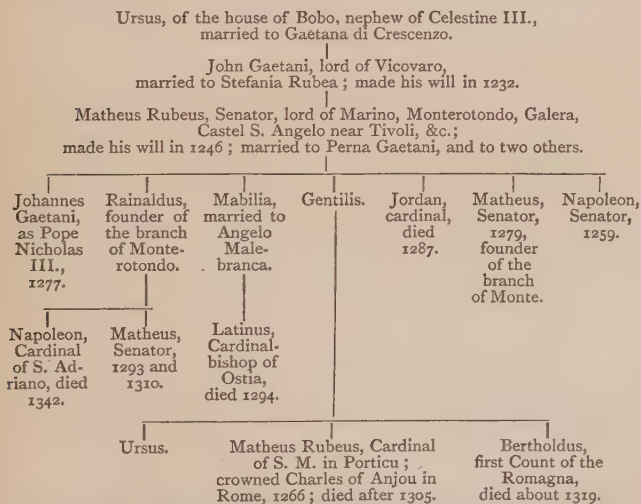 Ursus, of the house of Bobo, nephew of Celestine III.,
married to Gaetana di Crescenzo.
John Gaetani, lord of Vicovaro,
married to Stefania Rubea; made his will in 1232.
Matheus Rubeus, Senator, lord of Marino, Monterotondo, Galera,
Castel S. Angelo near Tivoli, &c.;
made his will in 1246; married to Perna Gaetani, and to two others.
Johannes
Gaetani,
as Pope
Nicholas
III.,
1277.
Rainaldus,
founder of
the branch
of Monte-
rotondo.
Mabilia,
married to
Angelo
Male-
branca.
Gentilis.
Jordan,
cardinal,
died
1287.
Matheus,
Senator,
1279,
founder
of the
branch
of Monte.
Napoleon,
Senator,
1259.
Napoleon,
Cardinal
of S. Ad-
riano, died
1342.
Matheus,
Senator,
1293 and
1310.
Latinus,
Cardinal-
bishop of
Ostia,
died 1294.
Ursus.
Matheus Rubeus, Cardinal
of S. M. in Porticu;
crowned Charles of Anjou in
Rome, 1266; died after 1305.
Bertholdus,
first Count of the
Romagna,
died about 1319.